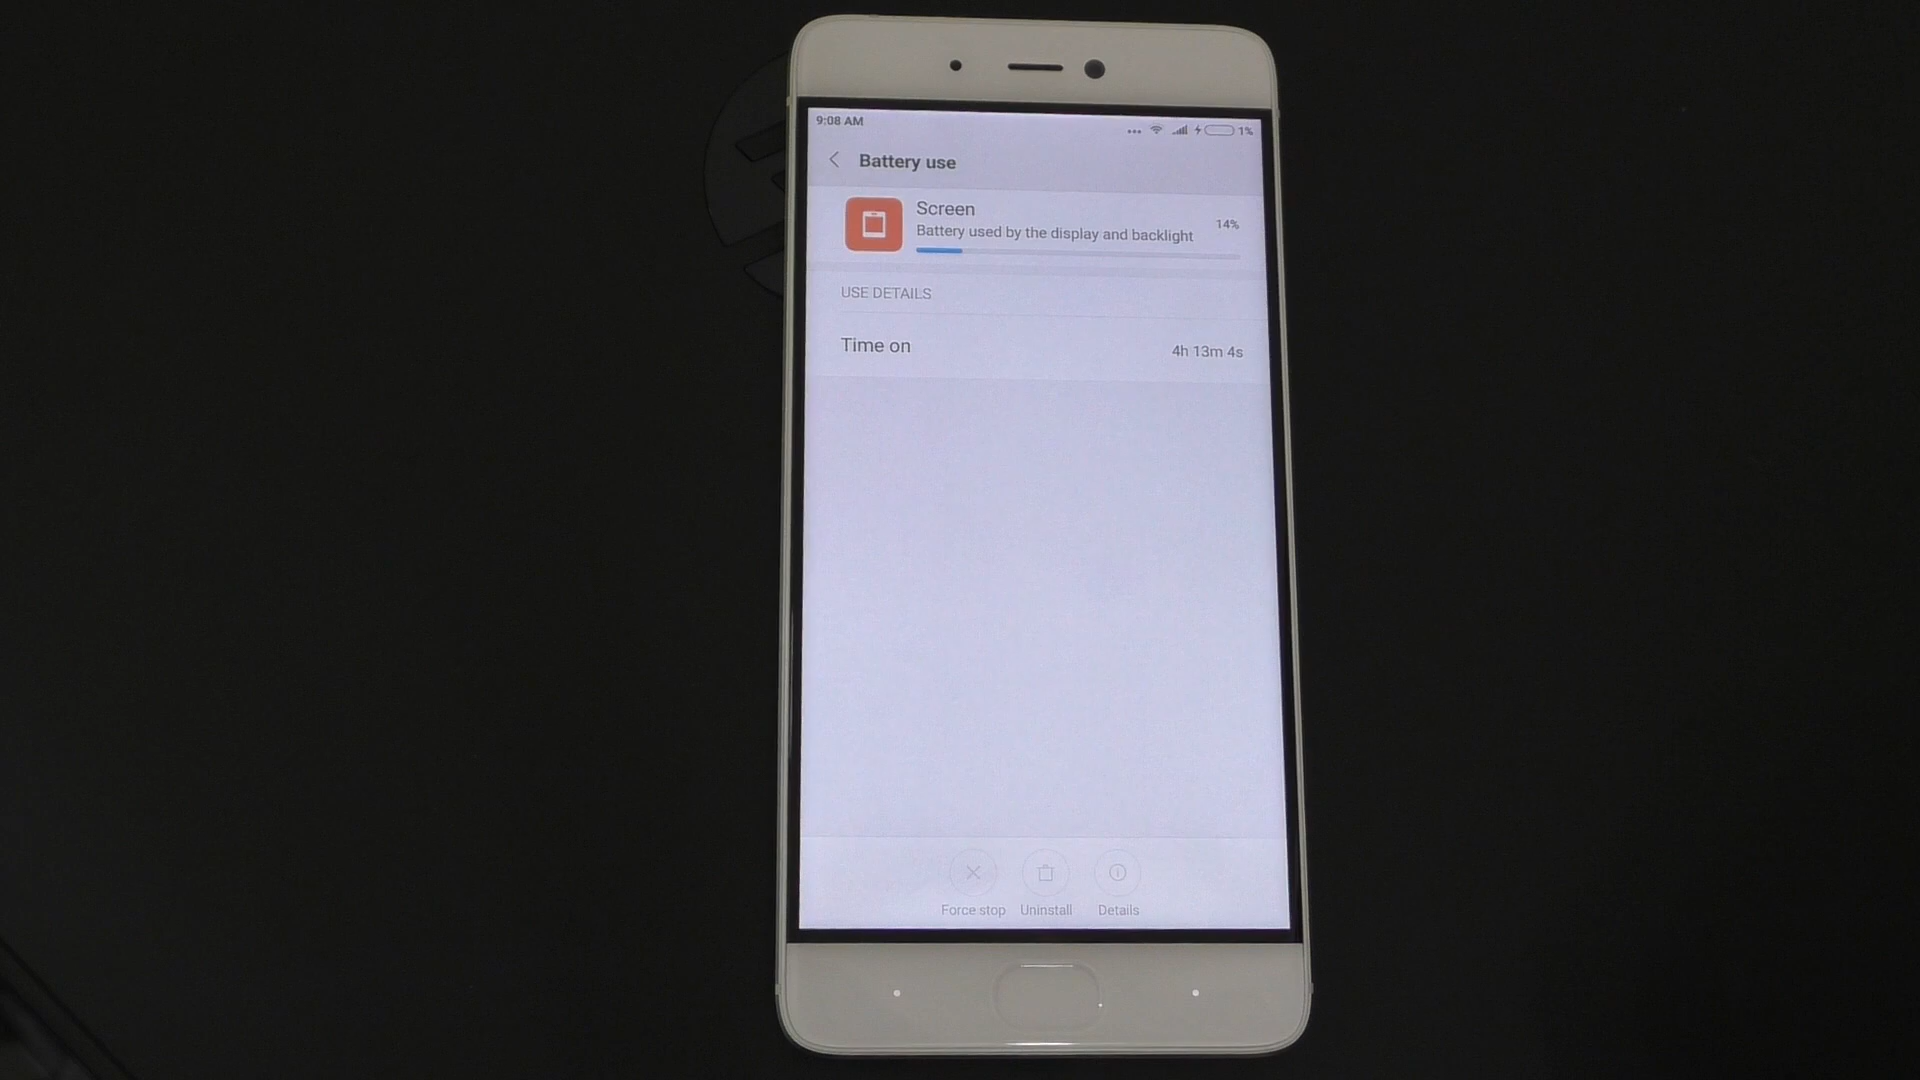 9:08 AM
1%
Battery use
Screen
Battery used by the display and backlight
14%
USE DETAILS
Time on
4h 13m 4s
Force stop
Uninstall
Details